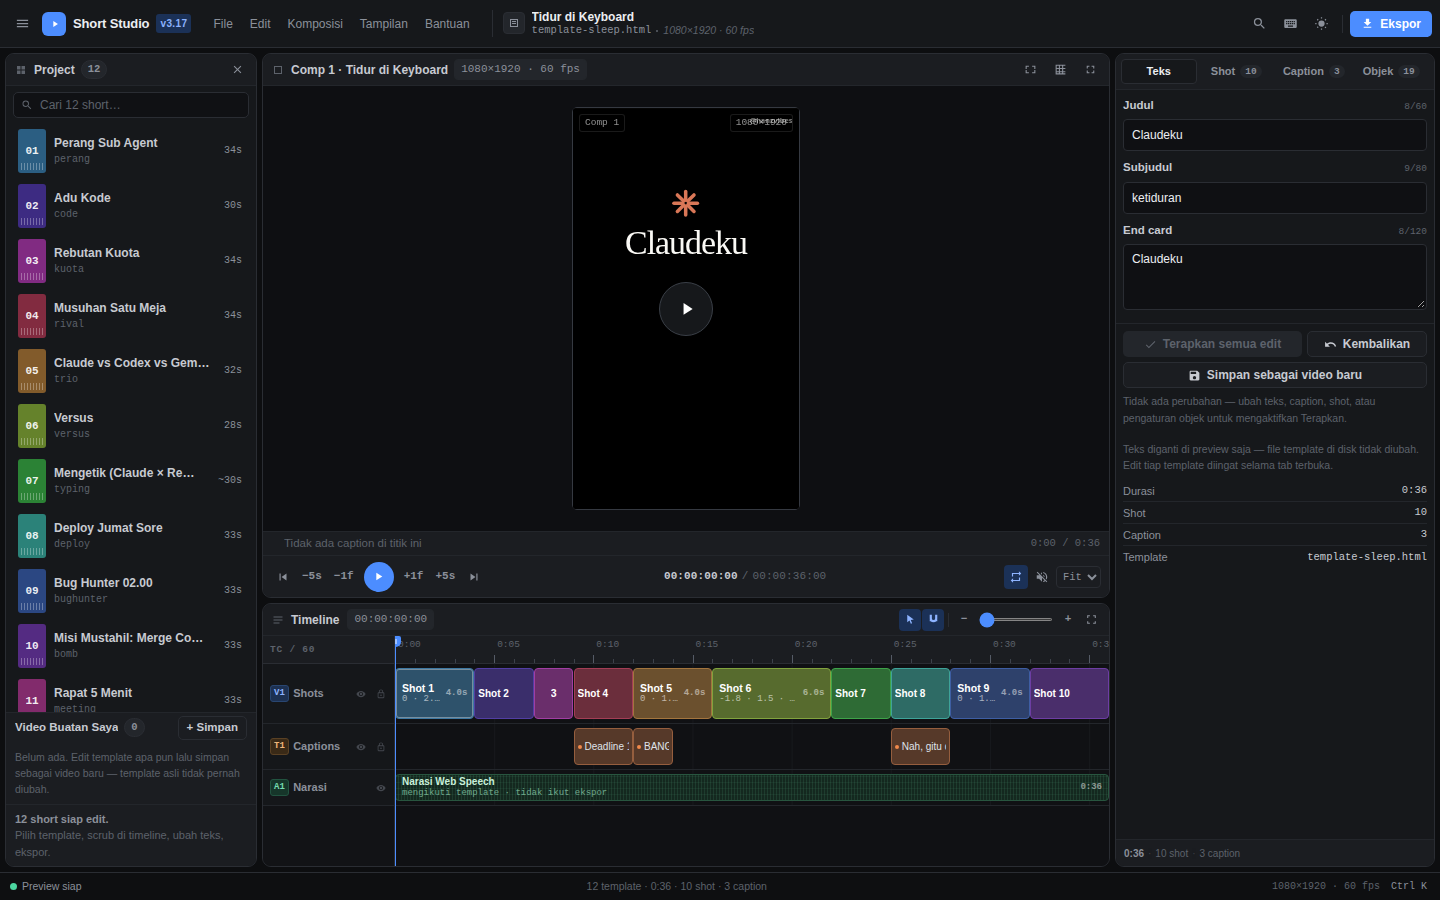 Short Studio v3.17 File Edit Komposisi Tampilan Bantuan
Tidur di Keyboard
template-sleep.html · 1080×1920 · 60 fps
Ekspor
Project 12
Cari 12 short…
01 Perang Sub Agent 34s
perang
02 Adu Kode 30s
code
03 Rebutan Kuota 34s
kuota
04 Musuhan Satu Meja 34s
rival
05 Claude vs Codex vs Gem… 32s
trio
06 Versus 28s
versus
07 Mengetik (Claude × Re… ~30s
typing
08 Deploy Jumat Sore 33s
deploy
09 Bug Hunter 02.00 33s
bughunter
10 Misi Mustahil: Merge Co… 33s
bomb
11 Rapat 5 Menit 33s
meeting
Video Buatan Saya 0 + Simpan
Belum ada. Edit template apa pun lalu simpan
sebagai video baru — template asli tidak pernah
diubah.
12 short siap edit.
Pilih template, scrub di timeline, ubah teks,
ekspor.
Comp 1 · Tidur di Keyboard 1080×1920 · 60 fps
Comp 1
1080×1920
Claudeku
Tidak ada caption di titik ini 0:00 / 0:36
−5s −1f +1f +5s
00:00:00:00 / 00:00:36:00
Fit
Timeline 00:00:00:00 − +
TC / 60 0:00 0:05 0:10 0:15 0:20 0:25 0:30 0:3
V1 Shots
Shot 1 4.0s
0 · 2.…
Shot 2
3
Shot 4
Shot 5 4.0s
0 · 1.…
Shot 6 6.0s
-1.8 · 1.5 · …
Shot 7
Shot 8
Shot 9 4.0s
0 · 1.…
Shot 10
T1 Captions Deadline BANG Nah, gitu
A1 Narasi
Narasi Web Speech
mengikuti template · tidak ikut ekspor 0:36
Teks Shot 10 Caption 3 Objek 19
Judul 8/60
Claudeku
Subjudul 9/80
ketiduran
End card 8/120
Claudeku
Terapkan semua edit Kembalikan
Simpan sebagai video baru
Tidak ada perubahan — ubah teks, caption, shot, atau
pengaturan objek untuk mengaktifkan Terapkan.
Teks diganti di preview saja — file template di disk tidak diubah.
Edit tiap template diingat selama tab terbuka.
Durasi 0:36
Shot 10
Caption 3
Template template-sleep.html
0:36 · 10 shot · 3 caption
Preview siap
12 template · 0:36 · 10 shot · 3 caption
1080×1920 · 60 fps Ctrl K